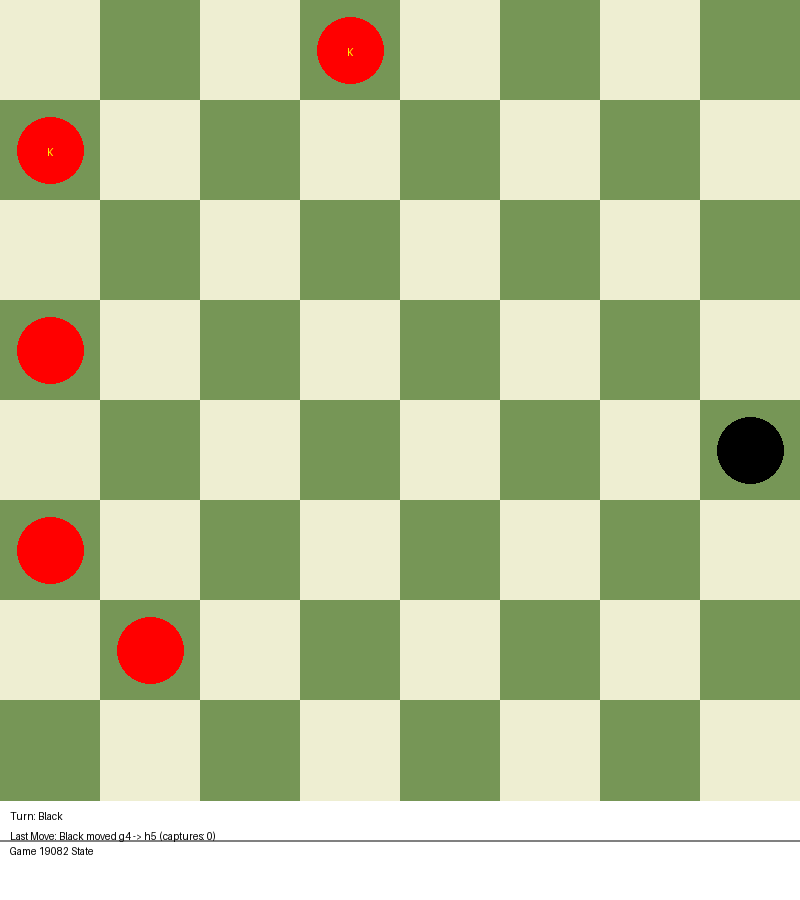 K
K
Turn: Black
Last Move: Black moved g4 -> h5 (captures: 0)
Game 19082 State